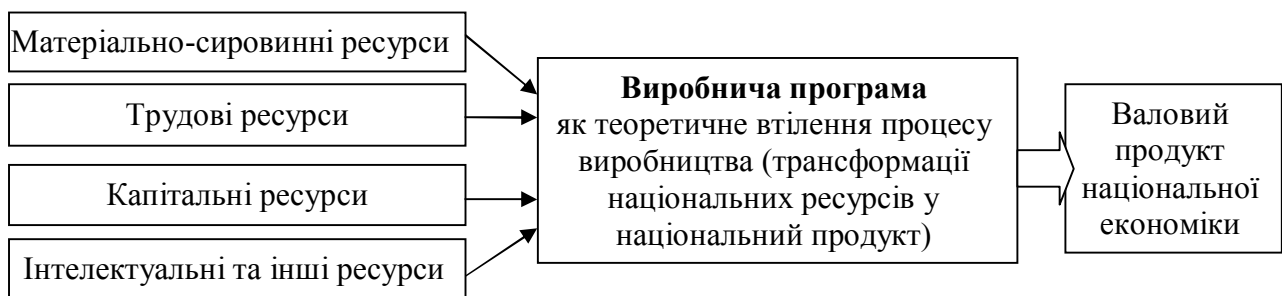 Матеріально-сировинні ресурси
Трудові ресурси
Капітальні ресурси
Інтелектуальні та інші ресурси
Виробнича програма
як теоретичне втілення процесу
виробництва (трансформації
національних ресурсів у
національний продукт)
Валовий
продукт
національної
економіки